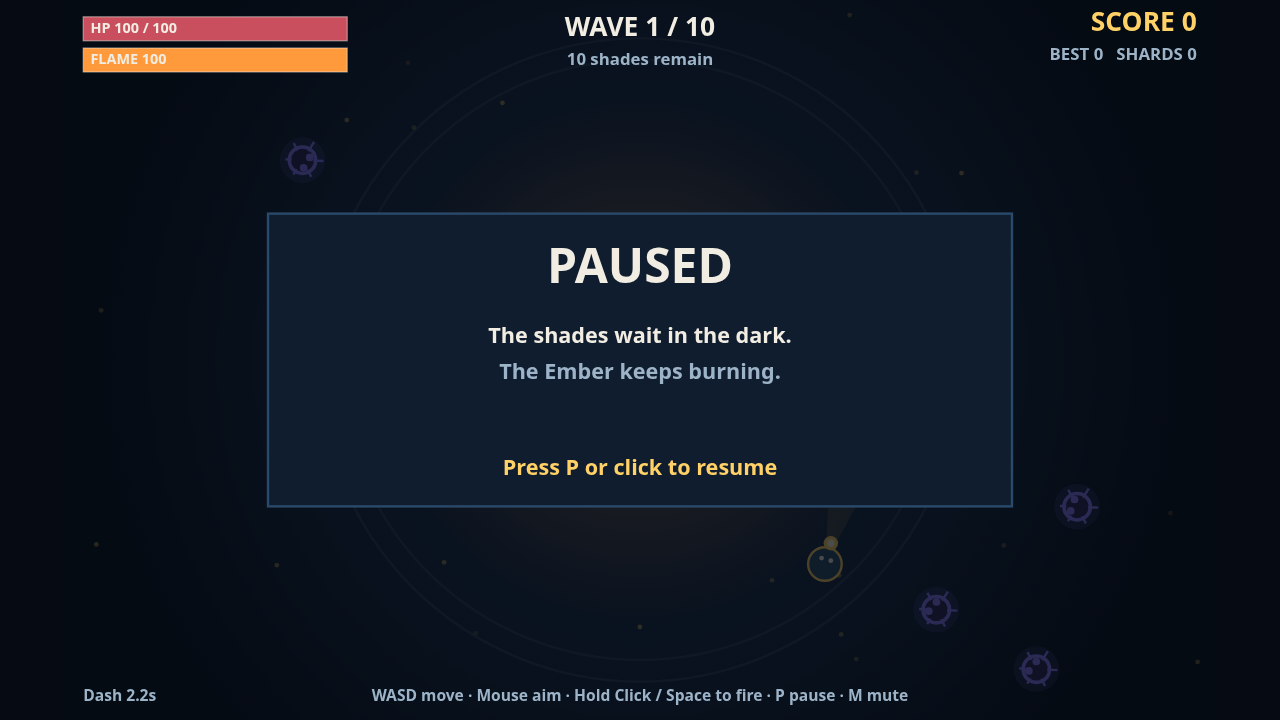 HP 100 / 100
FLAME 100
WAVE 1 / 10
10 shades remain
SCORE 0
BEST 0 SHARDS 0
PAUSED
The shades wait in the dark.
The Ember keeps burning.
Press P or click to resume
Dash 2.2s
WASD move · Mouse aim · Hold Click / Space to fire · P pause · M mute